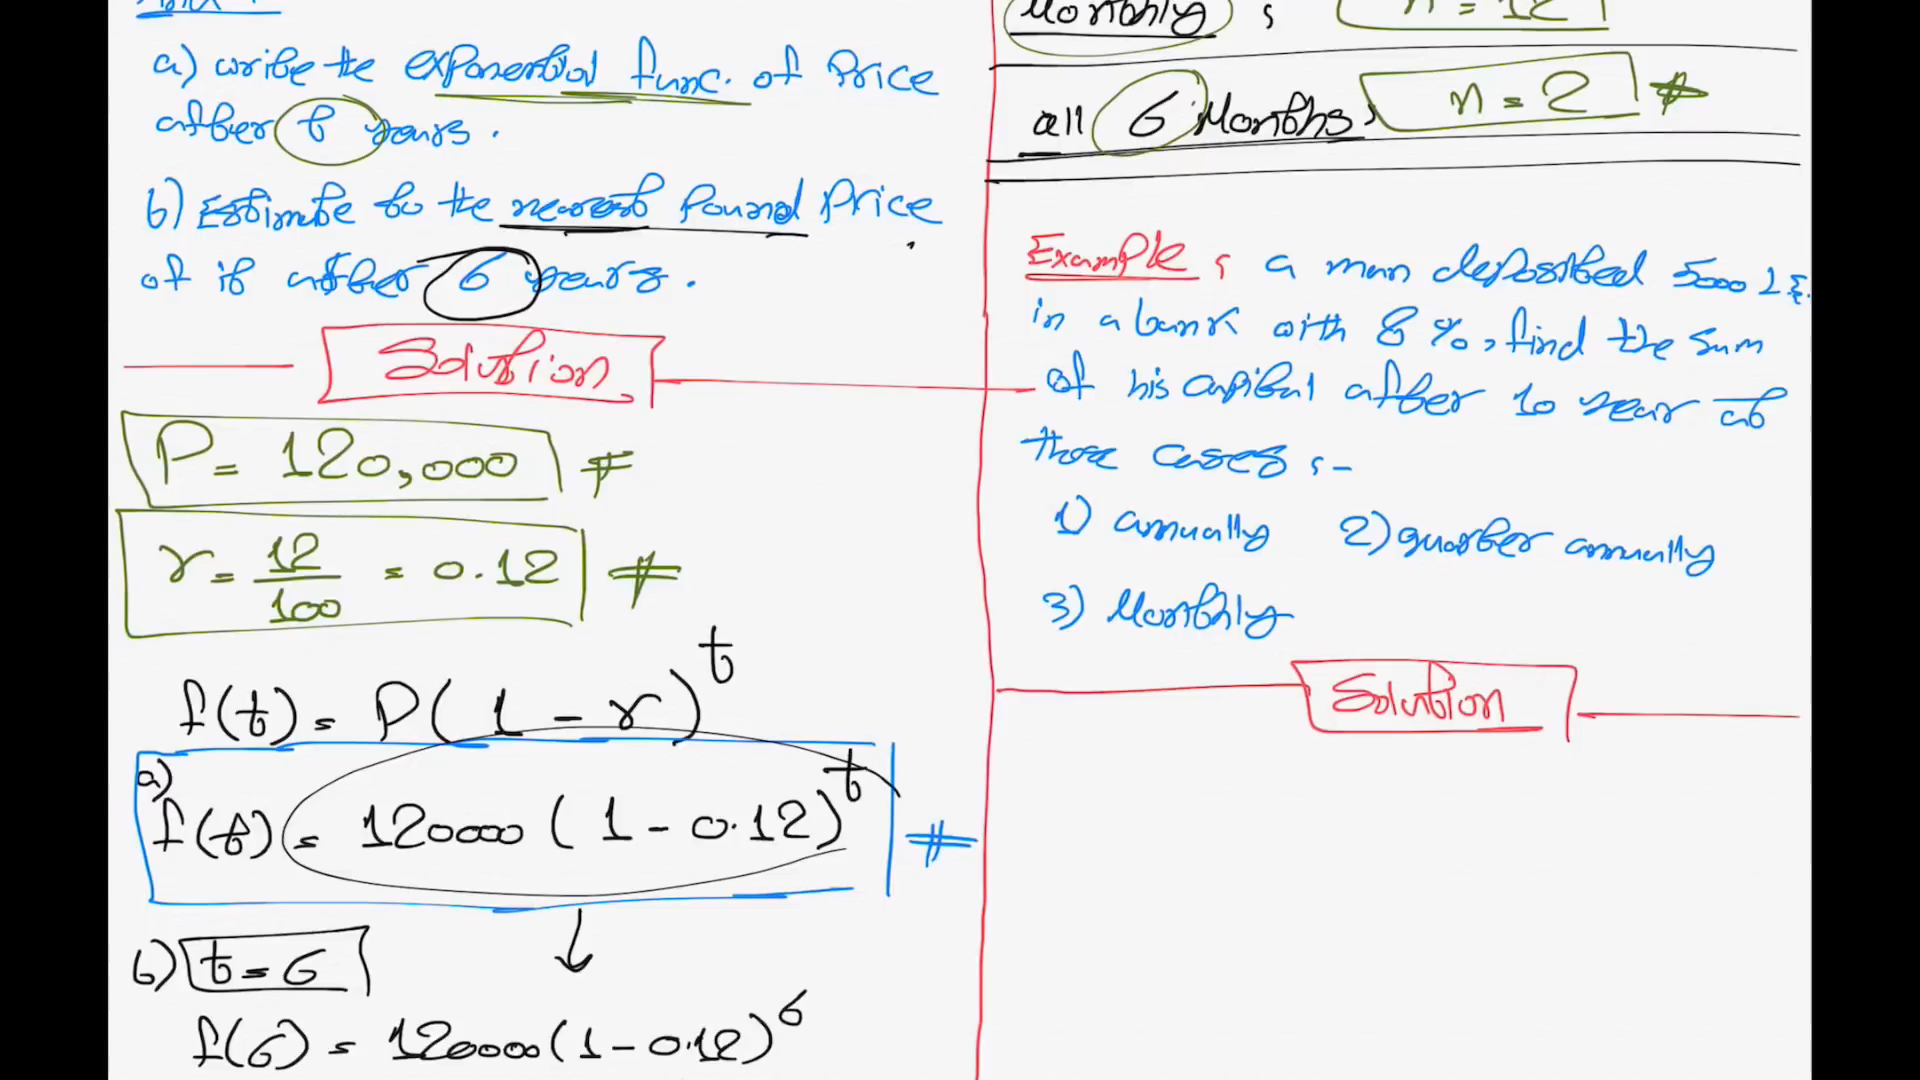 a) write the exponential func. of Price
after t years.
b) Estimate to the nearest Pound Price
of it after 6 years.
Solution
P = 120,000 #
r = 12/100 = 0.12 #
f(t) = P(1 - r)^t
a)
f(t) = 120000 (1 - 0.12)^t #
b) t = 6
f(6) = 120000(1 - 0.12)^6
Monthly : n = 12
all 6 Months: n = 2 #
Example : a man deposited 5000 L.E.
in a bank with 8 %, find the sum
of his capital after 10 year at
those cases :-
1) annually 2) quarter annually
3) Monthly
Solution